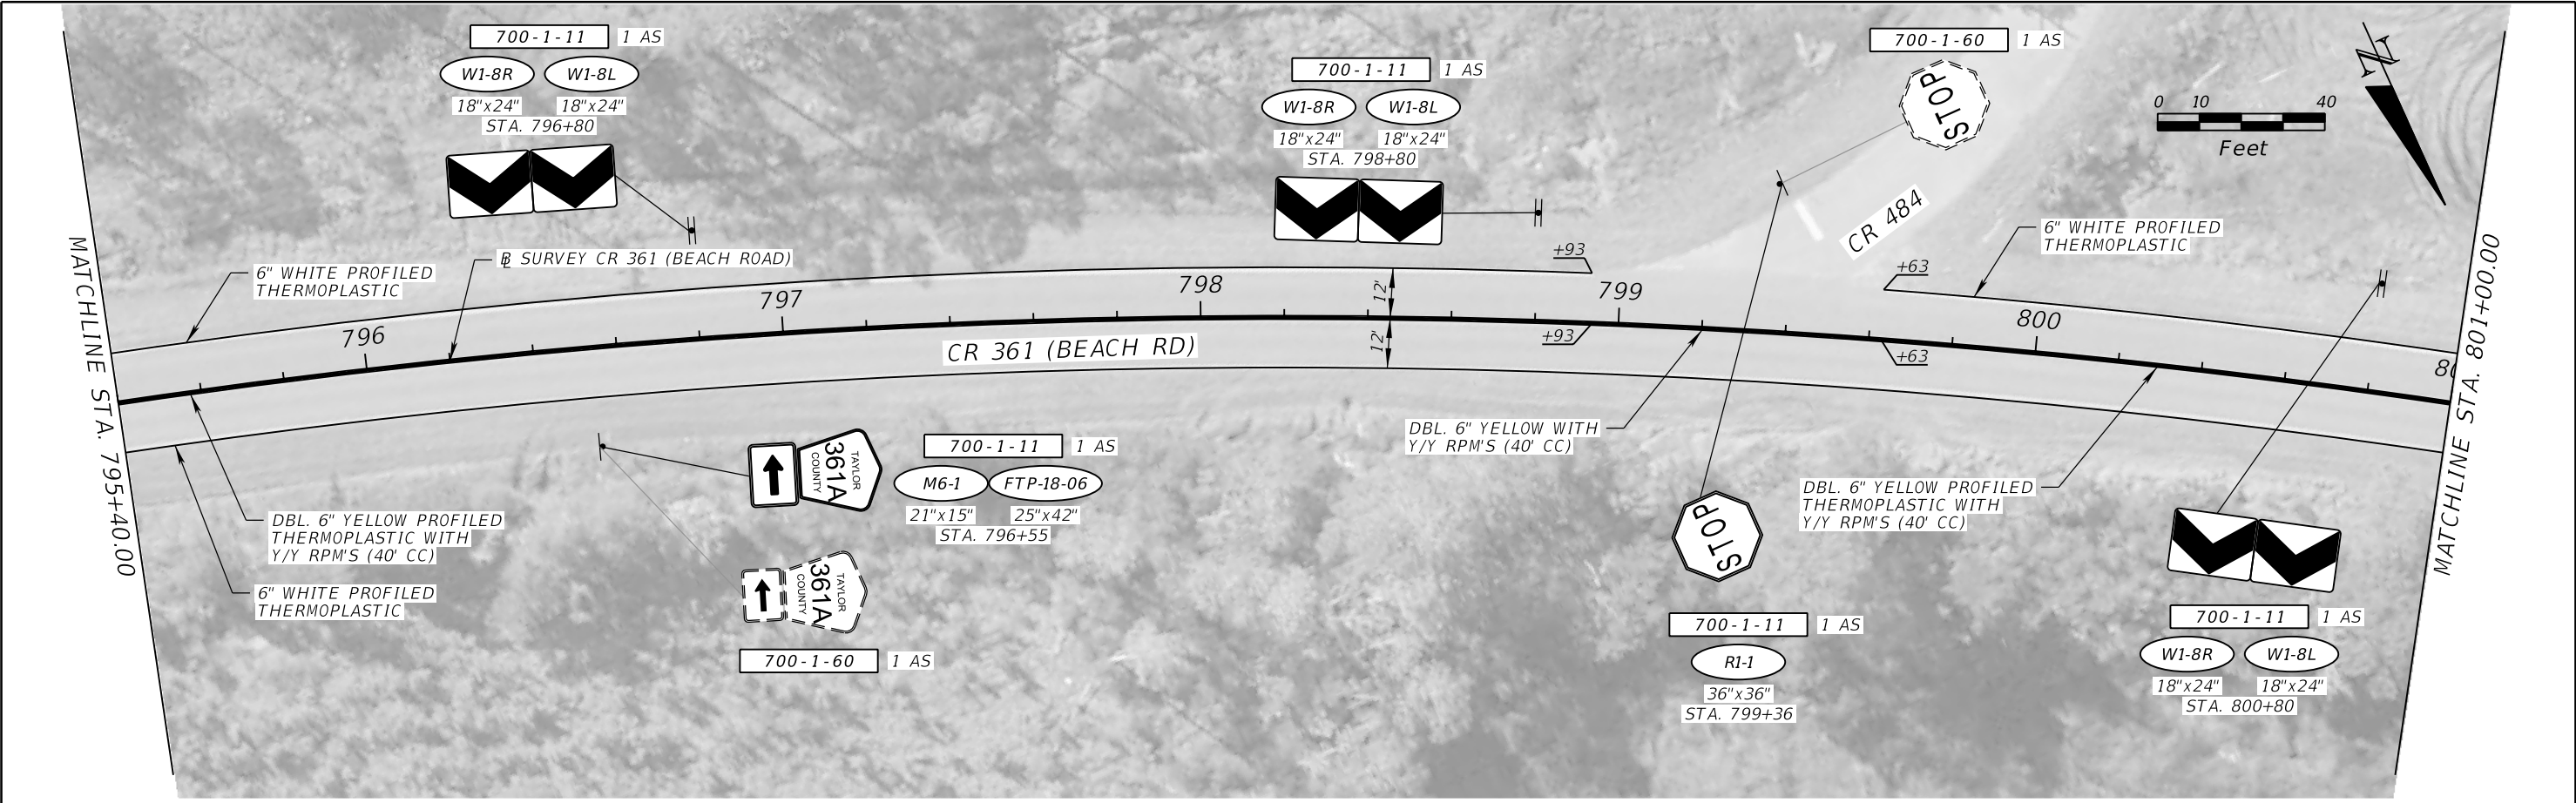 700-1-11 1 AS
W1-8R W1-8L
18"x24" 18"x24"
STA. 796+80
700-1-11 1 AS
W1-8R W1-8L
18"x24" 18"x24"
STA. 798+80
700-1-60 1 AS
STOP
N
0 10 40
Feet
CR 484
6" WHITE PROFILED
THERMOPLASTIC
MATCHLINE STA. 795+40.00
6" WHITE PROFILED
THERMOPLASTIC
B SURVEY CR 361 (BEACH ROAD)
+93
+63
796
797
798
799
800
80
12'
12'
+93
+63
CR 361 (BEACH RD)
MATCHLINE STA. 801+00.00
DBL. 6" YELLOW PROFILED
THERMOPLASTIC WITH
Y/Y RPM'S (40' CC)
6" WHITE PROFILED
THERMOPLASTIC
TAYLOR
361A
COUNTY
700-1-11 1 AS
M6-1 FTP-18-06
21"x15" 25"x42"
STA. 796+55
TAYLOR
361A
COUNTY
700-1-60 1 AS
DBL. 6" YELLOW WITH
Y/Y RPM'S (40' CC)
STOP
700-1-11 1 AS
R1-1
36"x36"
STA. 799+36
DBL. 6" YELLOW PROFILED
THERMOPLASTIC WITH
Y/Y RPM'S (40' CC)
700-1-11 1 AS
W1-8R W1-8L
18"x24" 18"x24"
STA. 800+80